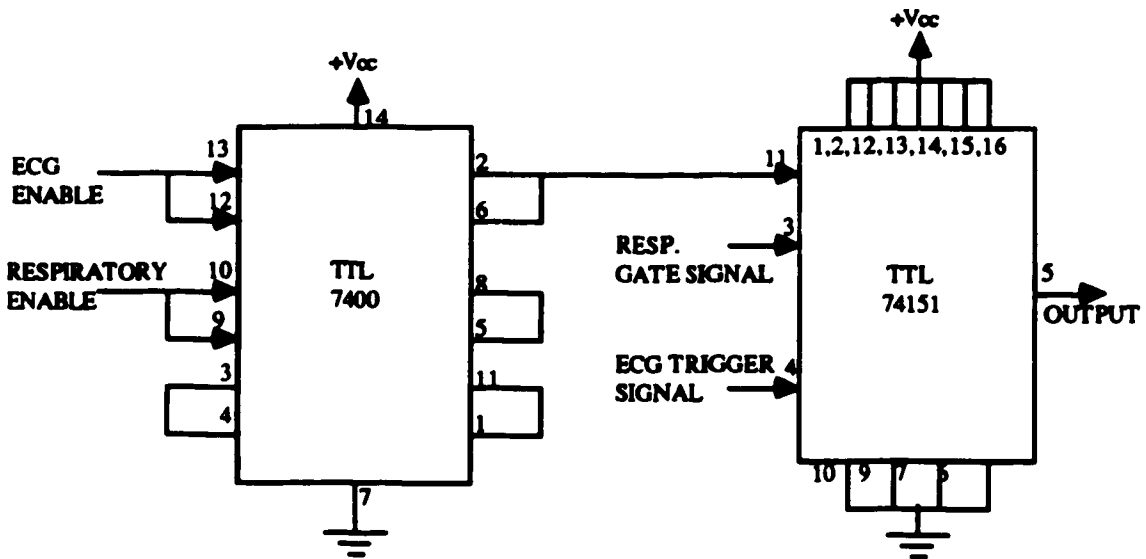 +Vcc
14
+Vcc
1,2,12,13,14,15,16
ECG
ENABLE
13
12
RESPIRATORY
ENABLE
10
9
3
4
TTL
7400
2
6
8
5
11
1
7
11
RESP.
GATE SIGNAL
3
ECG TRIGGER
SIGNAL
4
TTL
74151
5
OUTPUT
10
9
7